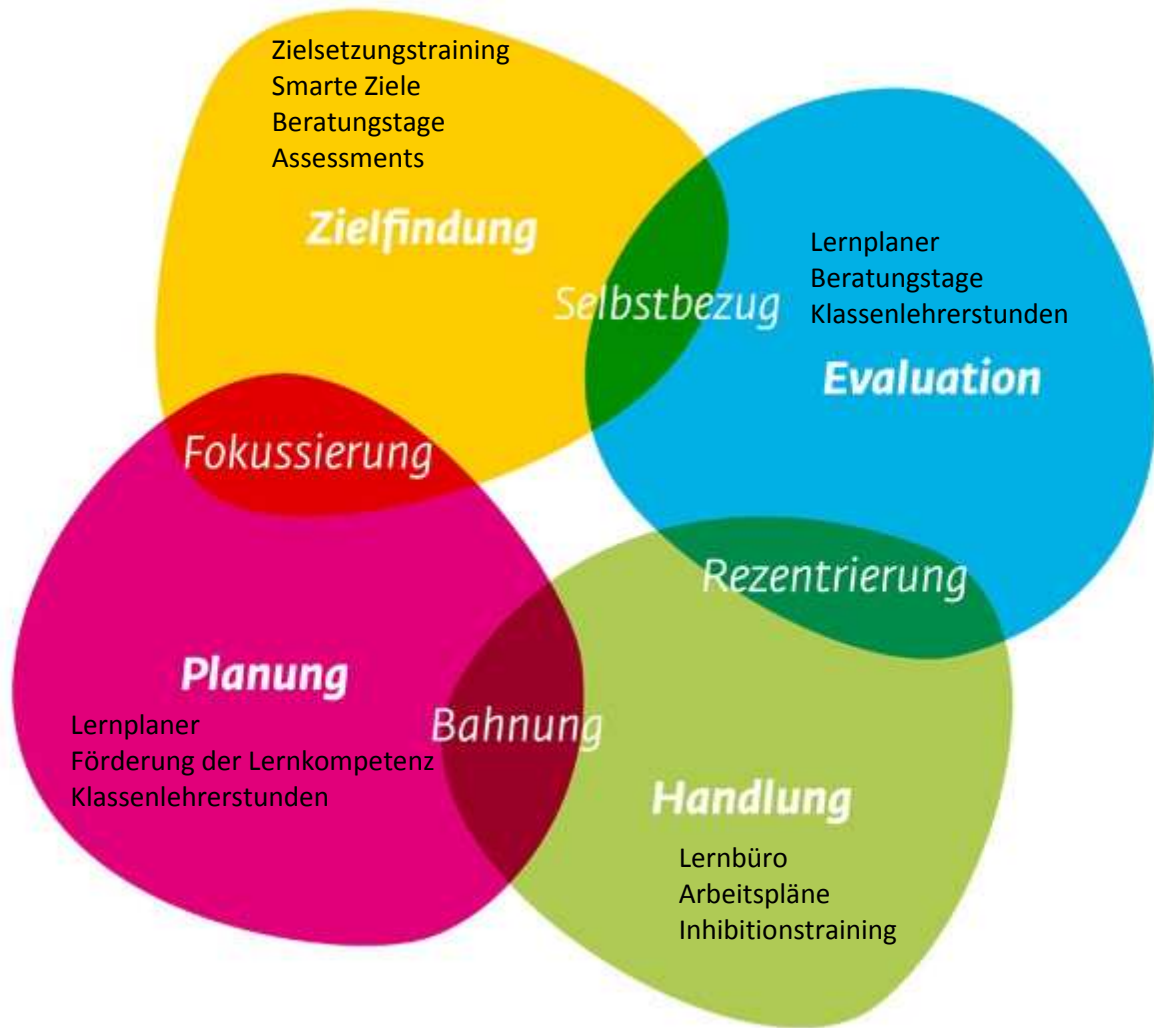 Zielsetzungstraining
Smarte Ziele
Beratungstage
Assessments
Zielfindung
Selbstbezug
Lernplaner
Beratungstage
Klassenlehrerstunden
Evaluation
Fokussierung
Rezentrierung
Planung
Lernplaner
Förderung der Lernkompetenz
Klassenlehrerstunden
Bahnung
Handlung
Lernbüro
Arbeitspläne
Inhibitionstraining